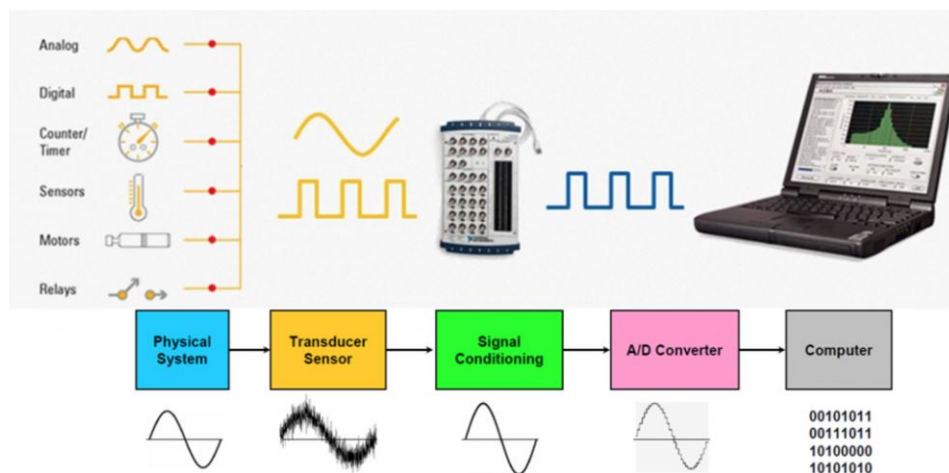 Analog
Digital
Counter/
Timer
Sensors
Motors
Relays
Physical
System
Transducer
Sensor
Signal
Conditioning
A/D Converter
Computer
00101011
00111011
10100000
10101010